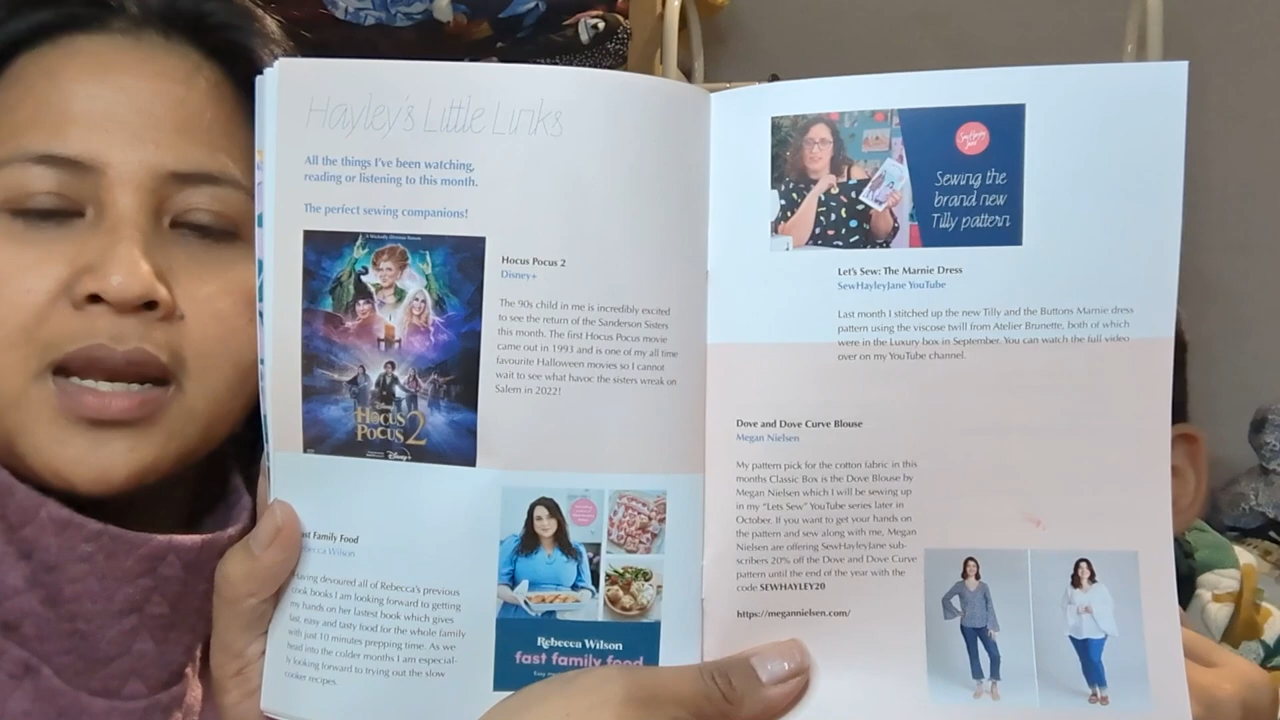 Hayley's Little Links
All the things I've been watching,
reading or listening to this month.
The perfect sewing companions!
Hocus Pocus 2
Disney+
The 90s child in me is incredibly excited
to see the return of the Sanderson Sisters
this month. The first Hocus Pocus movie
came out in 1993 and is one of my all time
favourite Halloween movies so I cannot
wait to see what havoc the sisters wreak on
Salem in 2022!
Disney
HOCUS
POCUS 2
Disney+
Family Food
Rebecca Wilson
Having devoured all of Rebecca's previous
cook books I am looking forward to getting
my hands on her lastest book which gives
fast, easy and tasty food for the whole family
with just 10 minutes prepping time. As we
head into the colder months I am especial-
ly looking forward to trying out the slow
cooker recipes.
Rebecca Wilson
fast family food
SewHayley
Jane
Sewing the
brand new
Tilly pattern
Let's Sew: The Marnie Dress
SewHayleyJane YouTube
Last month I stitched up the new Tilly and the Buttons Marnie dress
pattern using the viscose twill from Atelier Brunette, both of which
were in the Luxury box in September. You can watch the full video
over on my YouTube channel.
Dove and Dove Curve Blouse
Megan Nielsen
My pattern pick for the cotton fabric in this
months Classic Box is the Dove Blouse by
Megan Nielsen which I will be sewing up
in my "Lets Sew" YouTube series later in
October. If you want to get your hands on
the pattern and sew along with me, Megan
Nielsen are offering SewHayleyJane sub-
scribers 20% off the Dove and Dove Curve
pattern until the end of the year with the
code SEWHAYLEY20
https://megannielsen.com/